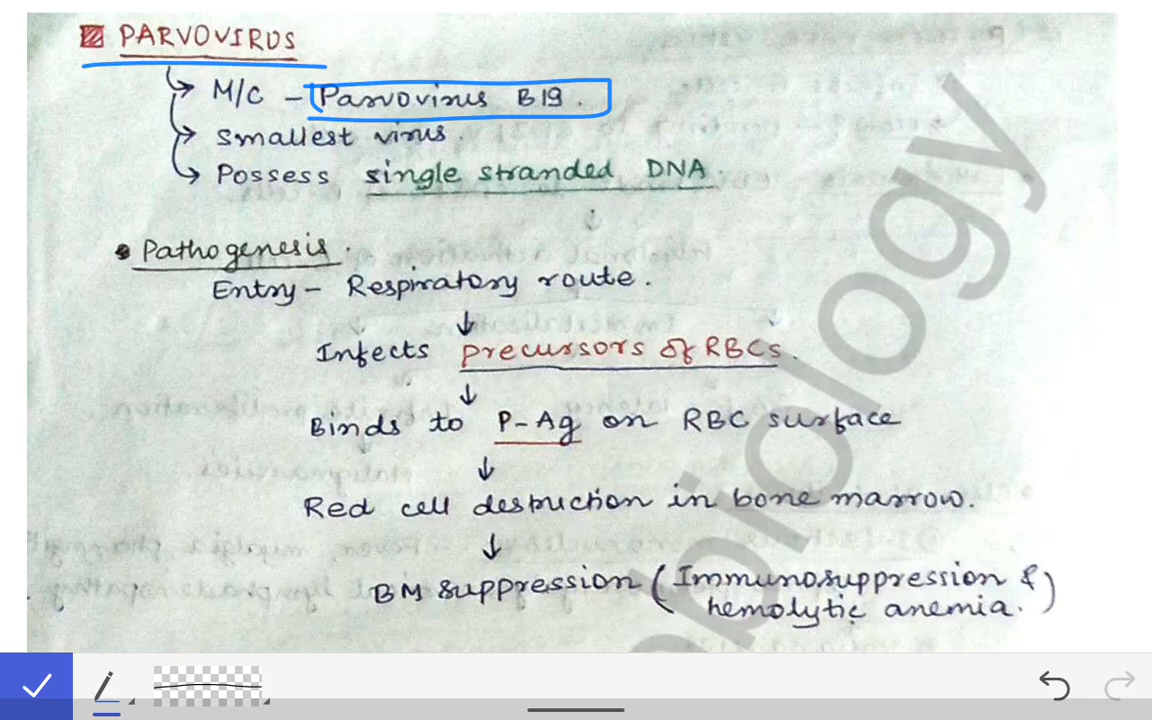 PARVOVIRUS
M/C - Parvovirus B19.
Smallest virus.
Possess single stranded DNA.
Pathogenesis.
Entry - Respiratory route.
↓
Infects precursors of RBCs.
↓
Binds to P-Ag on RBC surface
↓
Red cell destruction in bone marrow.
↓
BM suppression (Immunosuppression &
hemolytic anemia.)